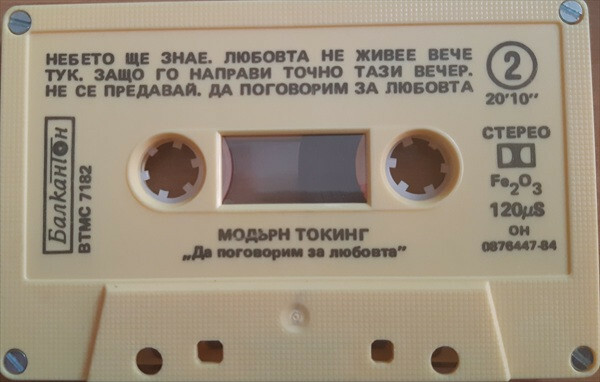 НЕБЕТО ЩЕ ЗНАЕ. ЛЮБОВТА НЕ ЖИВЕЕ ВЕЧЕ
ТУК. ЗАЩО ГО НАПРАВИ ТОЧНО ТАЗИ ВЕЧЕР.
НЕ СЕ ПРЕДАВАЙ. ДА ПОГОВОРИМ ЗА ЛЮБОВТА
2
20'10"
Балкантон
ВТМС 7182
СТЕРЕО
Fe₂O₃
120µS
ОН
0876447-84
МОДЪРН ТОКИНГ
„Да поговорим за любовта”